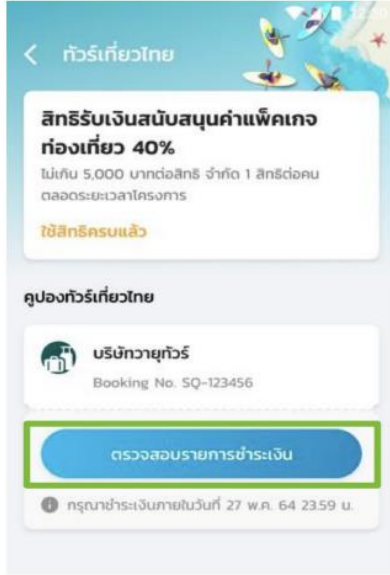 ทัวร์เที่ยวไทย
สิทธิรับเงินสนับสนุนค่าแพ็คเกจ
ท่องเที่ยว 40%
ไม่เกิน 5,000 บาทต่อสิทธิ จำกัด 1 สิทธิต่อคน
ตลอดระยะเวลาโครงการ
ใช้สิทธิครบแล้ว
คูปองทัวร์เที่ยวไทย
บริษัทวายุทัวร์
Booking No. SQ-123456
ตรวจสอบรายการชำระเงิน
กรุณาชำระเงินภายในวันที่ 27 พ.ค. 64 23.59 น.